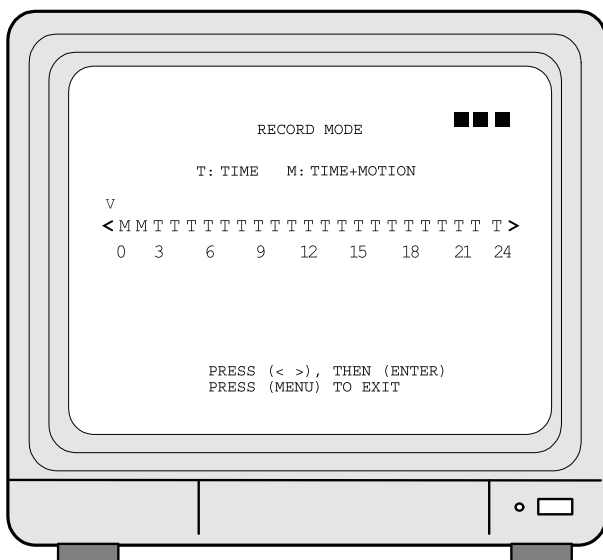 RECORD MODE
T: TIME M: TIME+MOTION
V
< M M T T T T T T T T T T T T T T T T T T T T T >
0 3 6 9 12 15 18 21 24
PRESS (< >), THEN (ENTER)
PRESS (MENU) TO EXIT